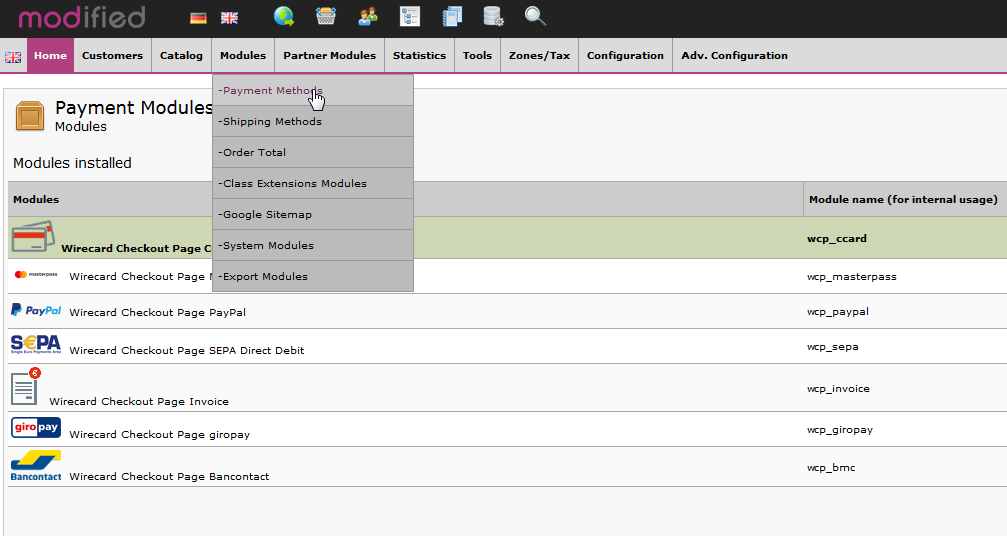 modified
Home Customers Catalog Modules Partner Modules Statistics Tools Zones/Tax Configuration Adv. Configuration
-Payment Methods
-Shipping Methods
-Order Total
-Class Extensions Modules
-Google Sitemap
-System Modules
-Export Modules
Payment Modules
Modules
Modules installed
Modules Module name (for internal usage)
Wirecard Checkout Page C wcp_ccard
masterpass Wirecard Checkout Page wcp_masterpass
PayPal Wirecard Checkout Page PayPal wcp_paypal
S€PA
Single Euro Payments Area
Wirecard Checkout Page SEPA Direct Debit wcp_sepa
€ Wirecard Checkout Page Invoice wcp_invoice
giropay Wirecard Checkout Page giropay wcp_giropay
Bancontact Wirecard Checkout Page Bancontact wcp_bmc